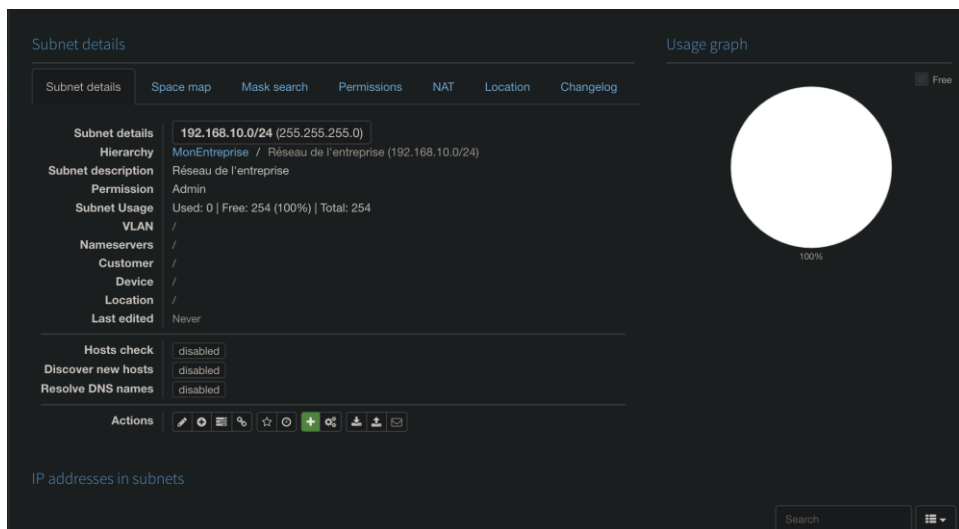 Subnet details
Usage graph
Subnet details Space map Mask search Permissions NAT Location Changelog
Free
Subnet details 192.168.10.0/24 (255.255.255.0)
Hierarchy MonEntreprise / Réseau de l'entreprise (192.168.10.0/24)
Subnet description Réseau de l'entreprise
Permission Admin
Subnet Usage Used: 0 | Free: 254 (100%) | Total: 254
VLAN /
Nameservers /
Customer /
Device /
Location /
Last edited Never
100%
Hosts check disabled
Discover new hosts disabled
Resolve DNS names disabled
Actions
IP addresses in subnets
Search